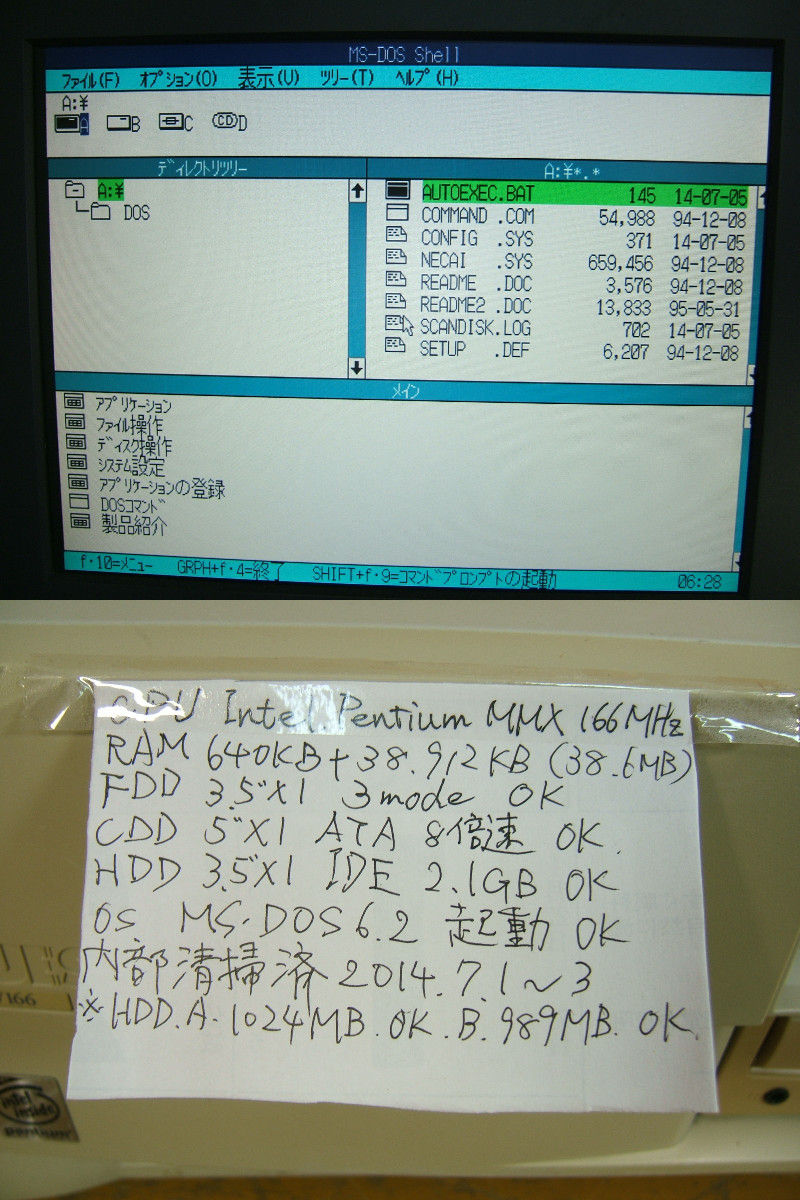 MS-DOS Shell
ファイル(F) オプション(O) 表示(V) ツリー(T) ヘルプ(H)
A:¥
A B C CD D
ディレクトリツリー
A:¥
DOS
A:¥*.*
AUTOEXEC.BAT 145 14-07-05
COMMAND .COM 54,988 94-12-08
CONFIG .SYS 371 14-07-05
NECAI .SYS 659,456 94-12-08
README .DOC 3,576 94-12-08
README2 .DOC 13,833 95-05-31
SCANDISK.LOG 702 14-07-05
SETUP .DEF 6,207 94-12-08
メイン
アプリケーション
ファイル操作
ディスク操作
システム設定
アプリケーションの登録
DOSコマンド
製品紹介
f・10=メニュー GRPH+f・4=終了 SHIFT+f・9=コマンドプロンプトの起動 06:28
CPU Intel Pentium MMX 166MHz
RAM 640KB+38.912KB (38.6MB)
FDD 3.5"X1 3mode OK
CDD 5"X1 ATA 8倍速 OK.
HDD 3.5"X1 IDE 2.1GB OK
OS MS-DOS6.2 起動 OK
内部清掃済 2014.7.1~3
※HDD.A.1024MB.OK.B.989MB.OK.
/166
intel
inside
pentium